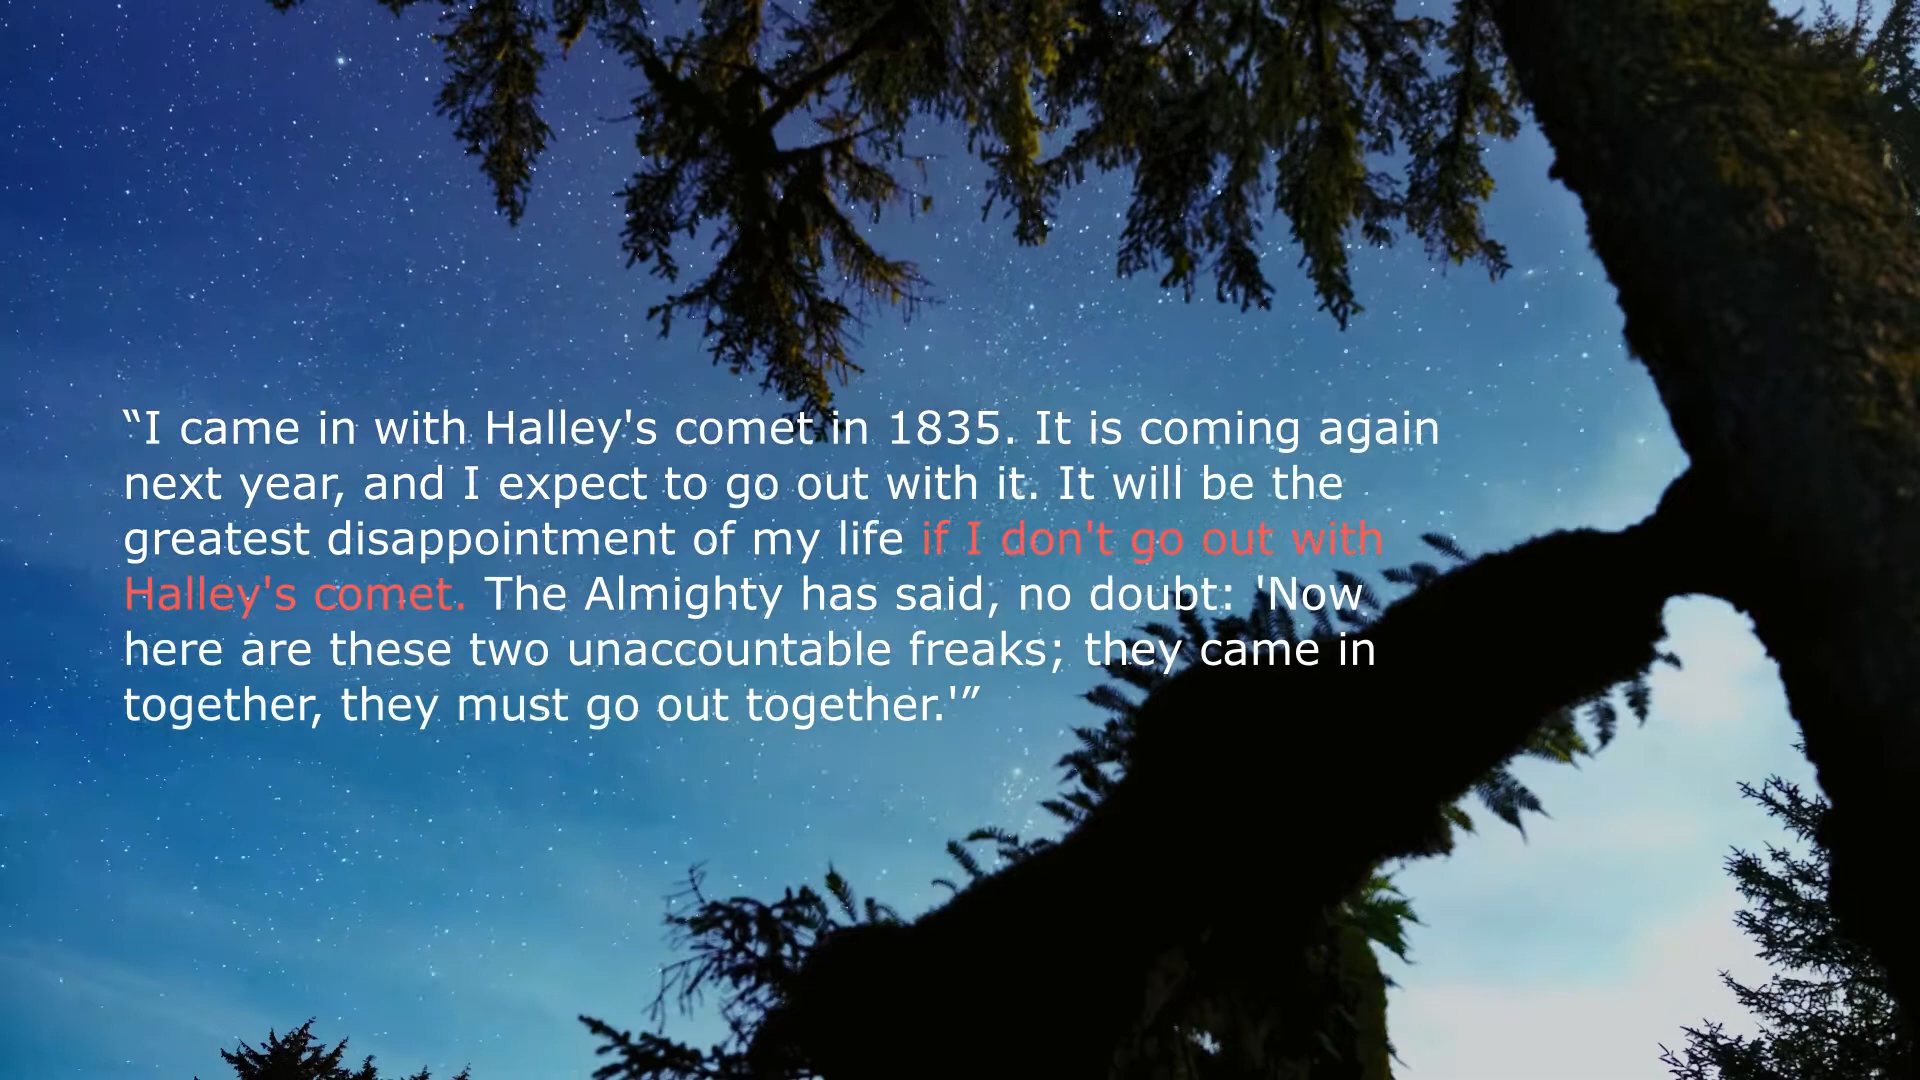 “I came in with Halley's comet in 1835. It is coming again
next year, and I expect to go out with it. It will be the
greatest disappointment of my life if I don't go out with
Halley's comet. The Almighty has said, no doubt: 'Now
here are these two unaccountable freaks; they came in
together, they must go out together.'”